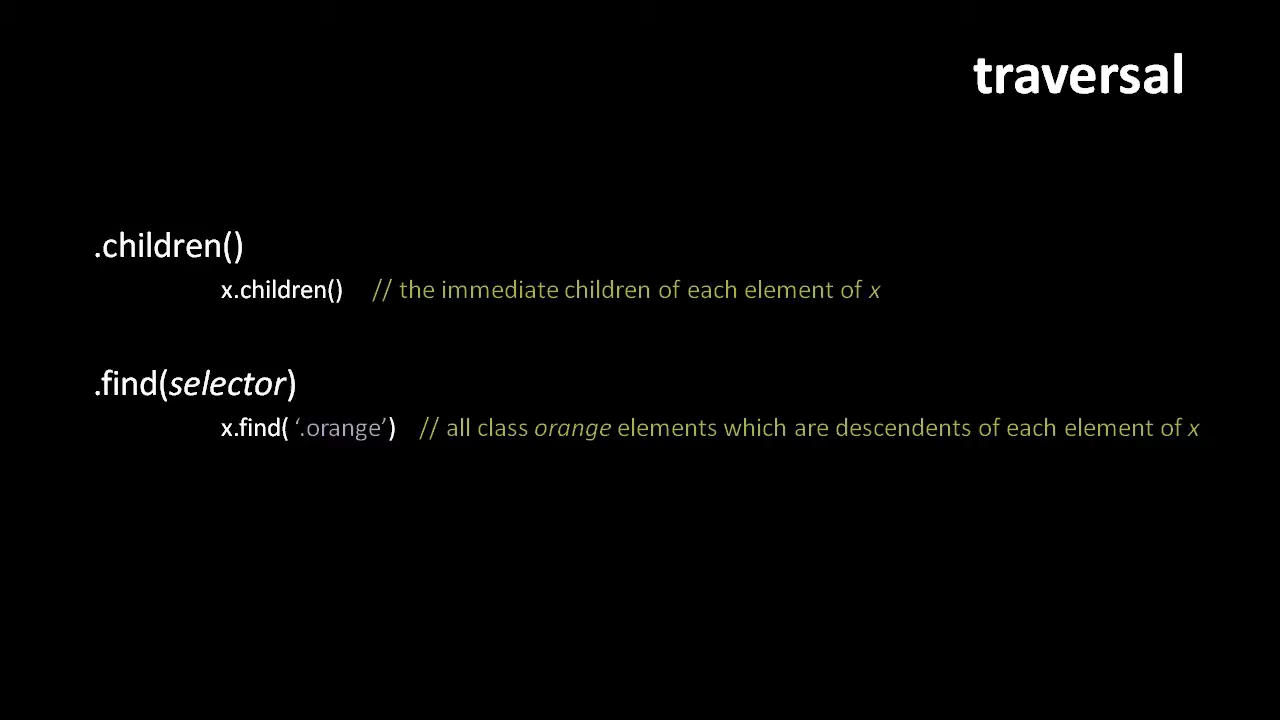 traversal
.children()
x.children() // the immediate children of each element of x
.find(selector)
x.find( ‘.orange’) // all class orange elements which are descendents of each element of x